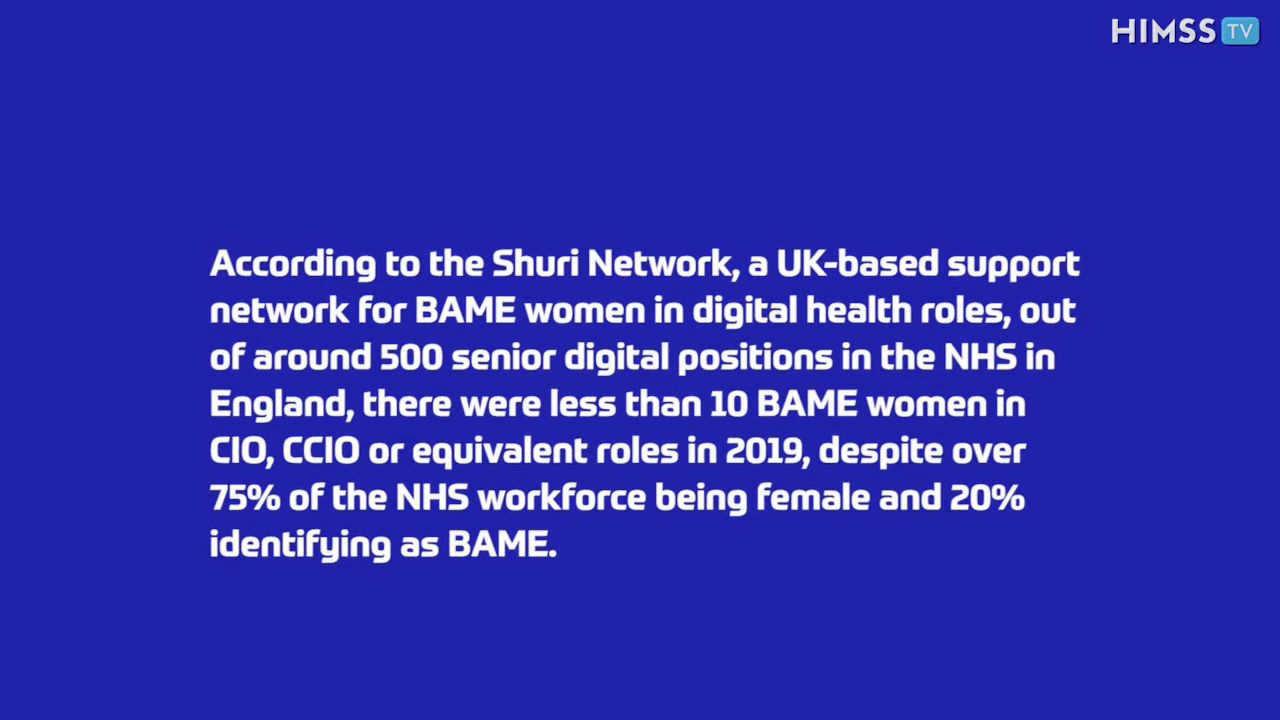 HIMSS TV
According to the Shuri Network, a UK-based support
network for BAME women in digital health roles, out
of around 500 senior digital positions in the NHS in
England, there were less than 10 BAME women in
CIO, CCIO or equivalent roles in 2019, despite over
75% of the NHS workforce being female and 20%
identifying as BAME.